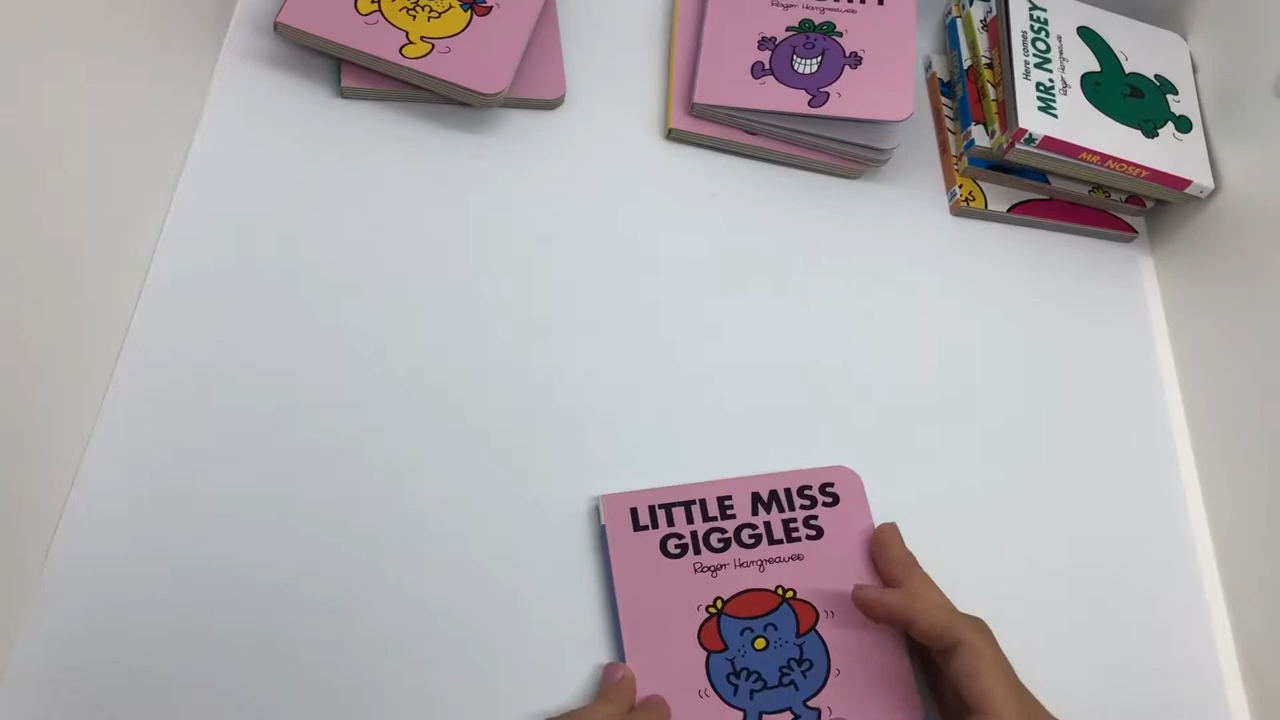 Roger Hargreaves
Here comes
MR. NOSEY
Roger Hargreaves
MR. NOSEY
LITTLE MISS
GIGGLES
Roger Hargreaves